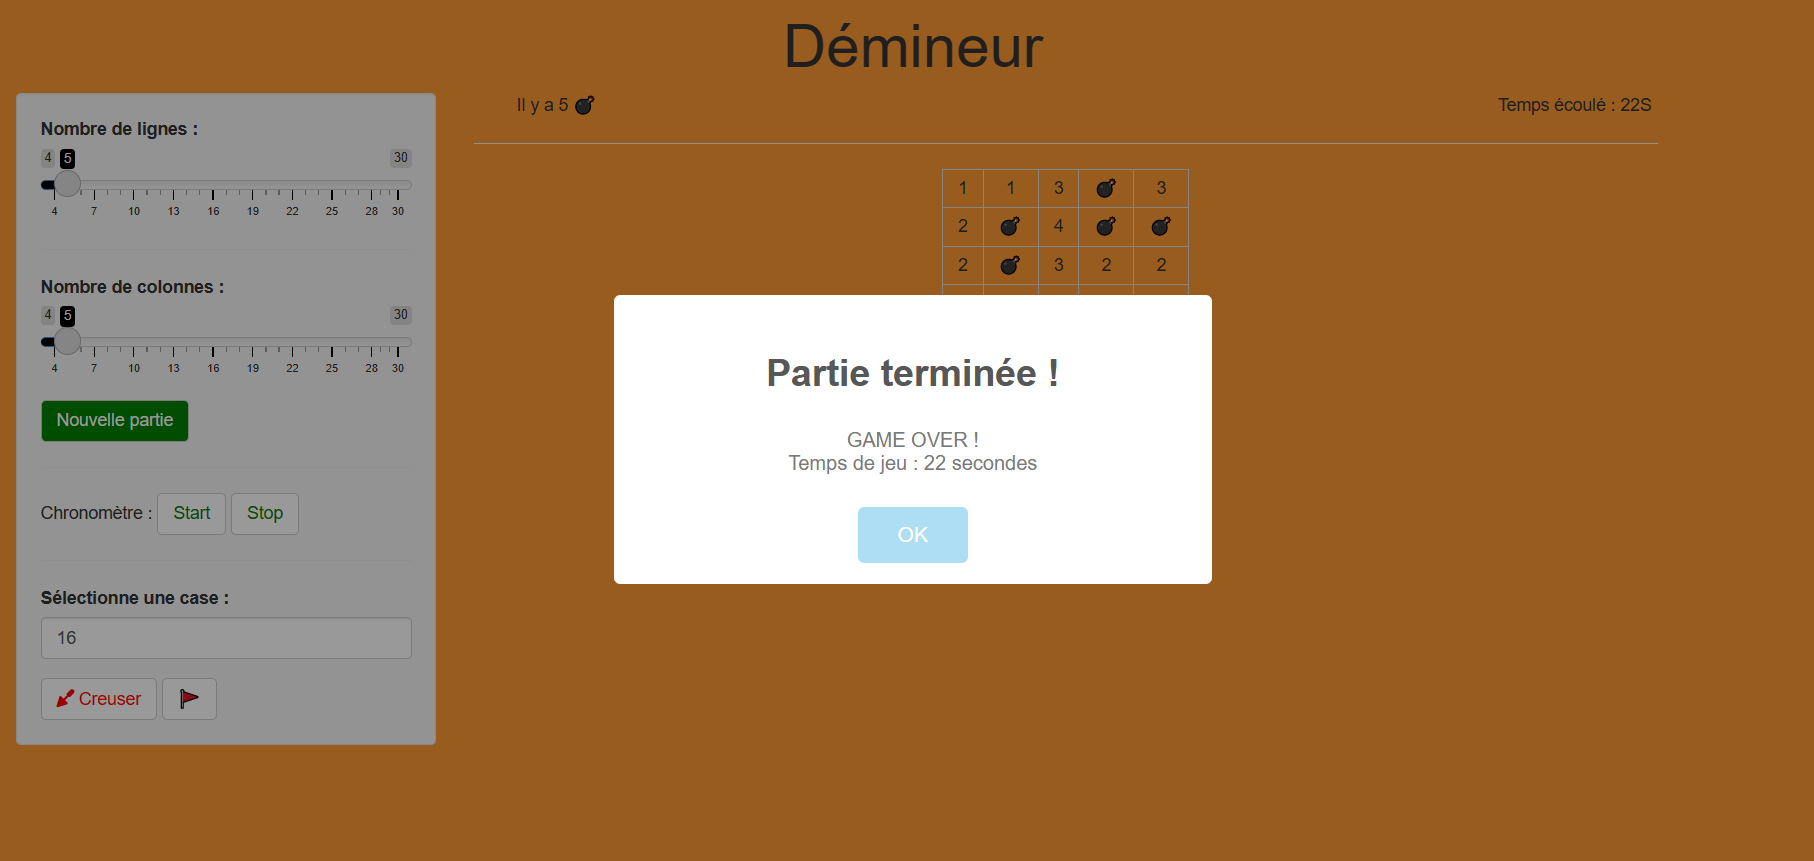 Démineur
Il y a 5
Temps écoulé : 22S
Nombre de lignes :
4 5 30
4 7 10 13 16 19 22 25 28 30
Nombre de colonnes :
4 5 30
4 7 10 13 16 19 22 25 28 30
Nouvelle partie
Chronomètre : Start Stop
Sélectionne une case :
16
Creuser
1 1 3 3
2 4
2 3 2 2
Partie terminée !
GAME OVER !
Temps de jeu : 22 secondes
OK